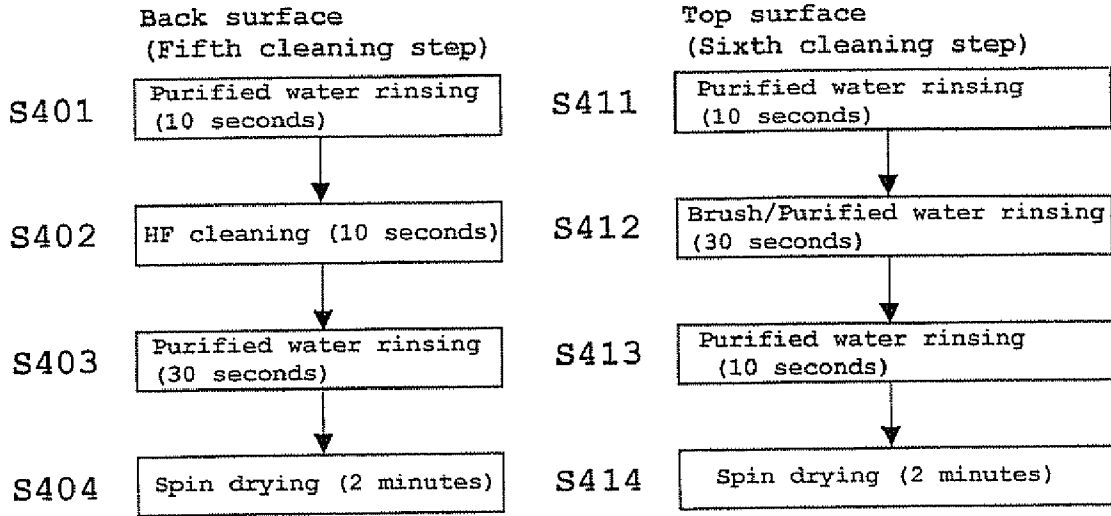 Back surface
(Fifth cleaning step)
S401
Purified water rinsing
(10 seconds)
S402
HF cleaning (10 seconds)
S403
Purified water rinsing
(30 seconds)
S404
Spin drying (2 minutes)
Top surface
(Sixth cleaning step)
S411
Purified water rinsing
(10 seconds)
S412
Brush/Purified water rinsing
(30 seconds)
S413
Purified water rinsing
(10 seconds)
S414
Spin drying (2 minutes)